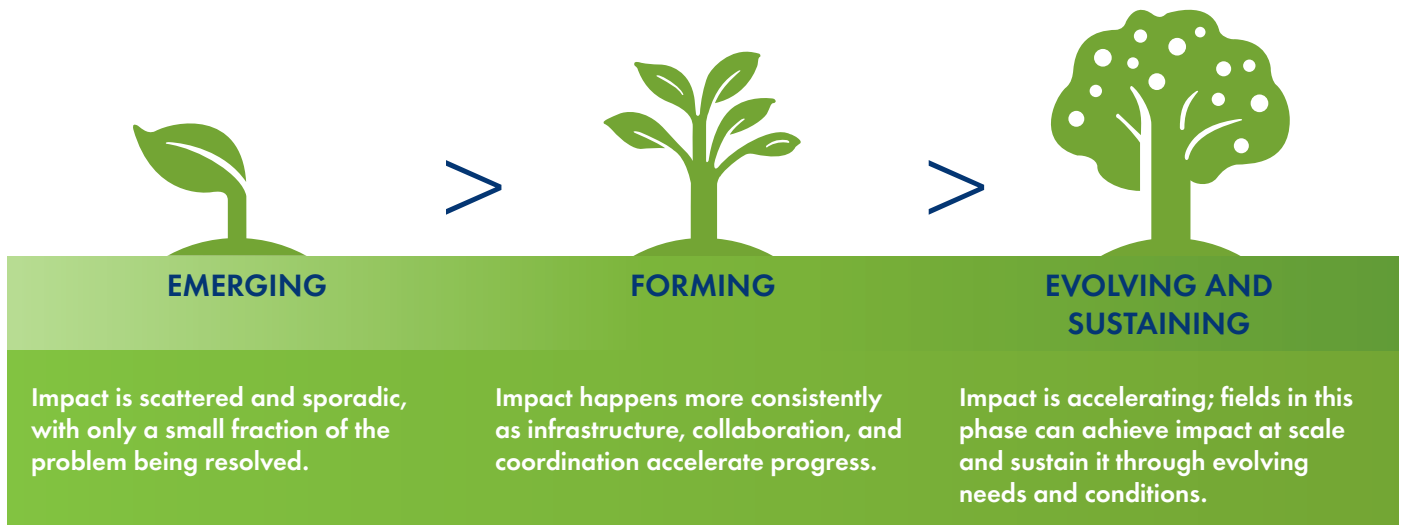 EMERGING
Impact is scattered and sporadic,
with only a small fraction of the
problem being resolved.
FORMING
Impact happens more consistently
as infrastructure, collaboration, and
coordination accelerate progress.
EVOLVING AND
SUSTAINING
Impact is accelerating; fields in this
phase can achieve impact at scale
and sustain it through evolving
needs and conditions.